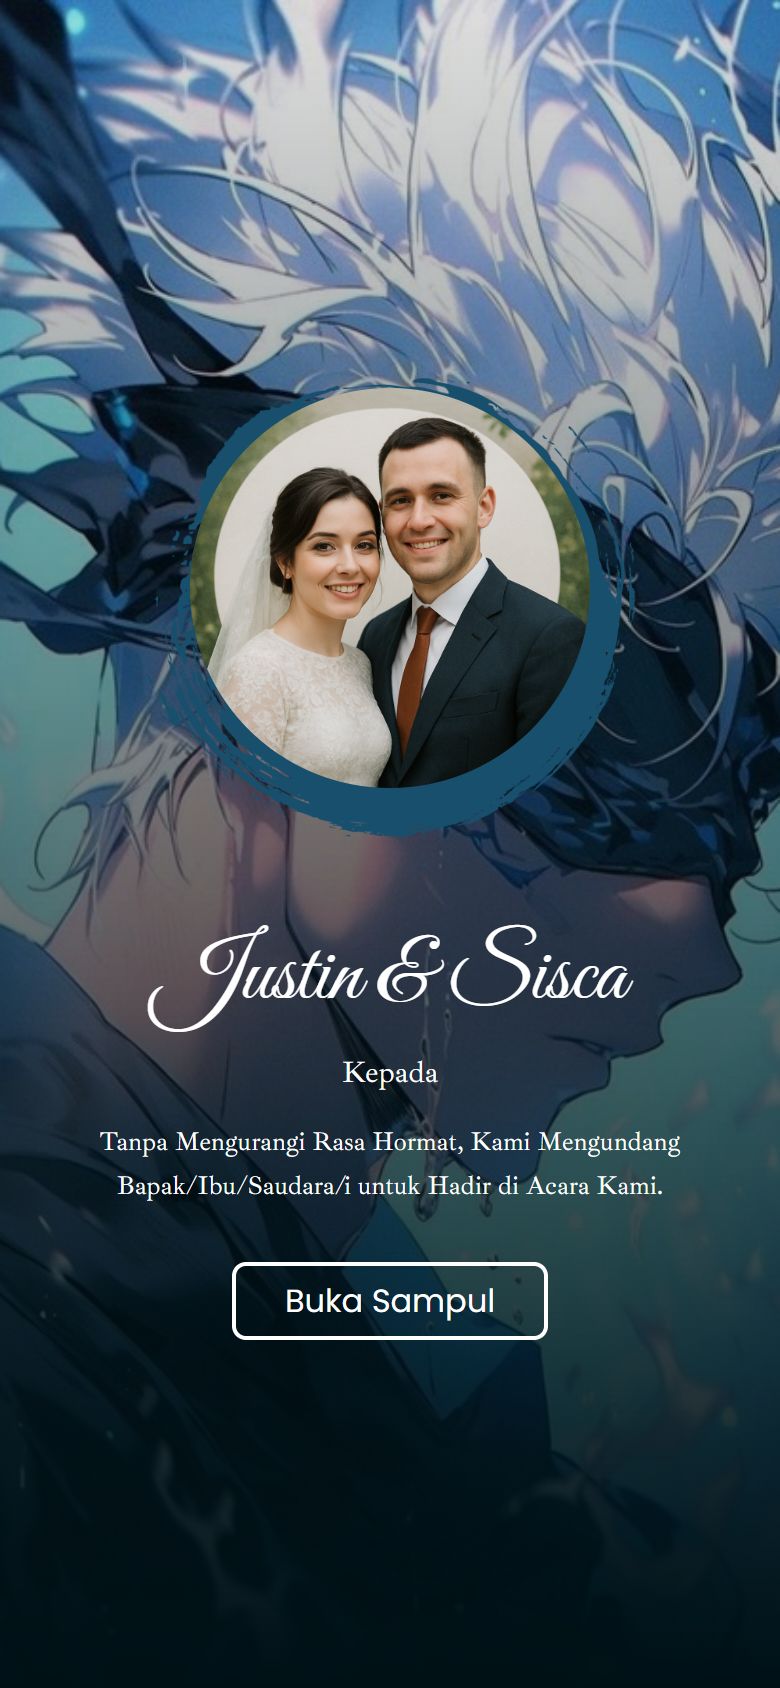 Justin & Sisca
Kepada
Tanpa Mengurangi Rasa Hormat, Kami Mengundang
Bapak/Ibu/Saudara/i untuk Hadir di Acara Kami.
Buka Sampul